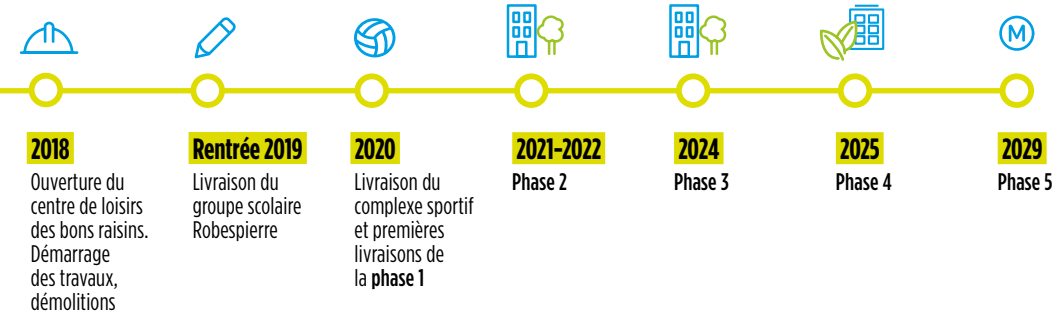 M
2018
Ouverture du
centre de loisirs
des bons raisins.
Démarrage
des travaux,
démolitions
Rentrée 2019
Livraison du
groupe scolaire
Robespierre
2020
Livraison du
complexe sportif
et premières
livraisons de
la phase 1
2021-2022
Phase 2
2024
Phase 3
2025
Phase 4
2029
Phase 5